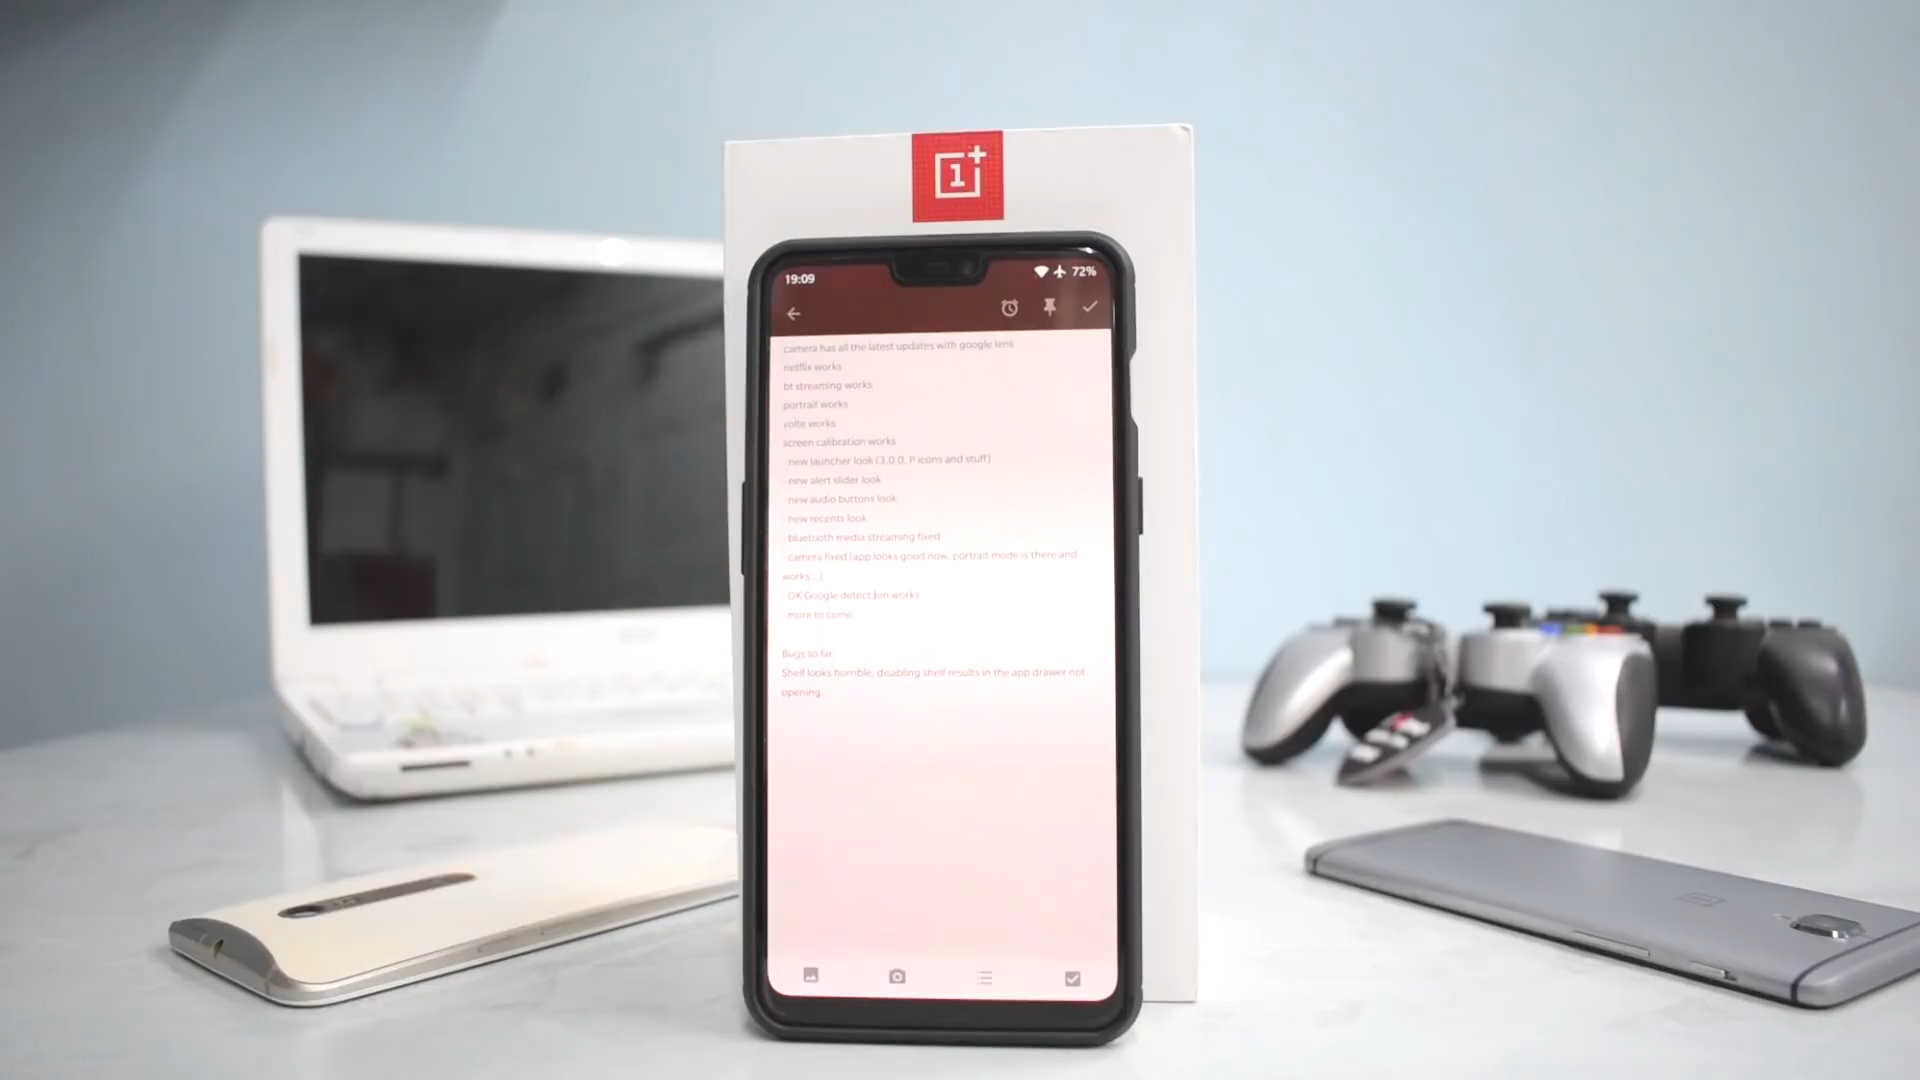 19:09
72%
camera has all the latest updates with google lens
netflix works
bt streaming works
portrait works
volte works
screen calibration works
- new launcher look (3.0.0, P icons and stuff)
- new alert slider look
- new audio buttons look
- new recents look
- bluetooth media streaming fixed
- camera fixed (app looks good now, portrait mode is there and
works...)
- OK Google detect ion works
- more to come
Bugs so far:
Shelf looks horrible, disabling shelf results in the app drawer not
opening.